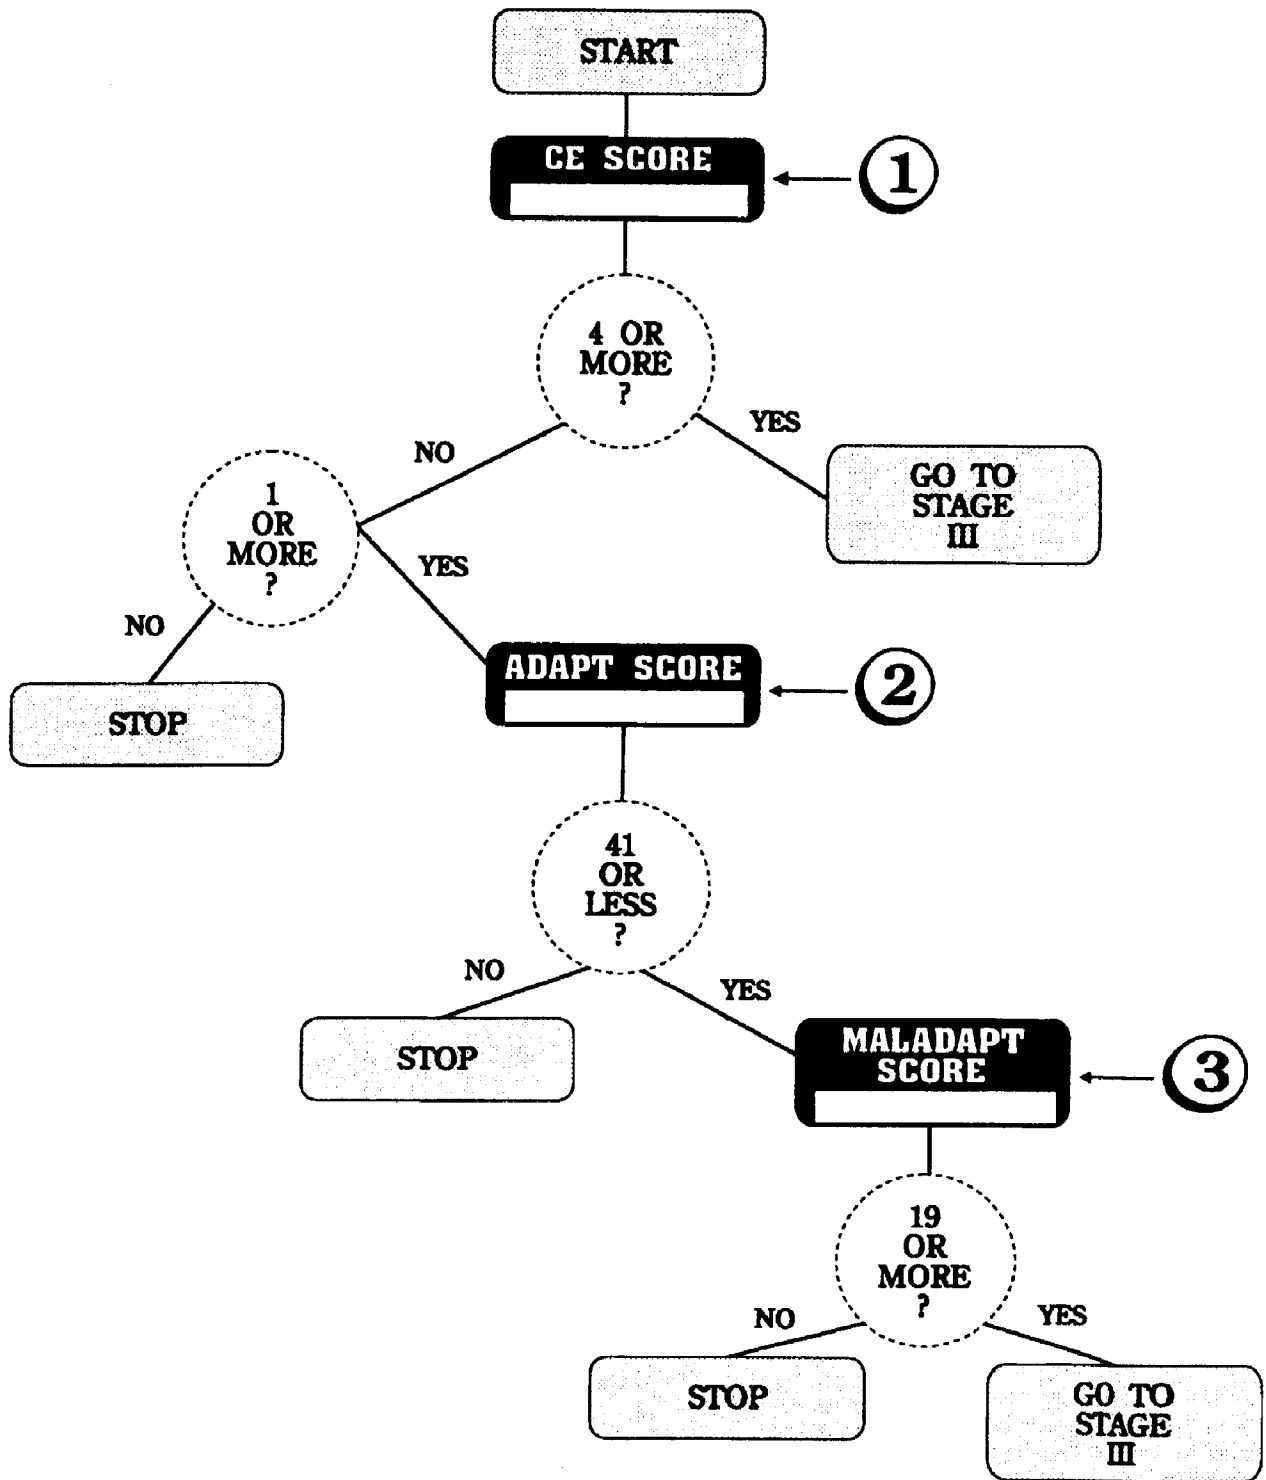 START
CE SCORE
1
4 OR
MORE
?
YES
NO
GO TO
STAGE
III
1
OR
MORE
?
YES
NO
STOP
ADAPT SCORE
2
41
OR
LESS
?
NO
YES
STOP
MALADAPT
SCORE
3
19
OR
MORE
?
NO
YES
STOP
GO TO
STAGE
III